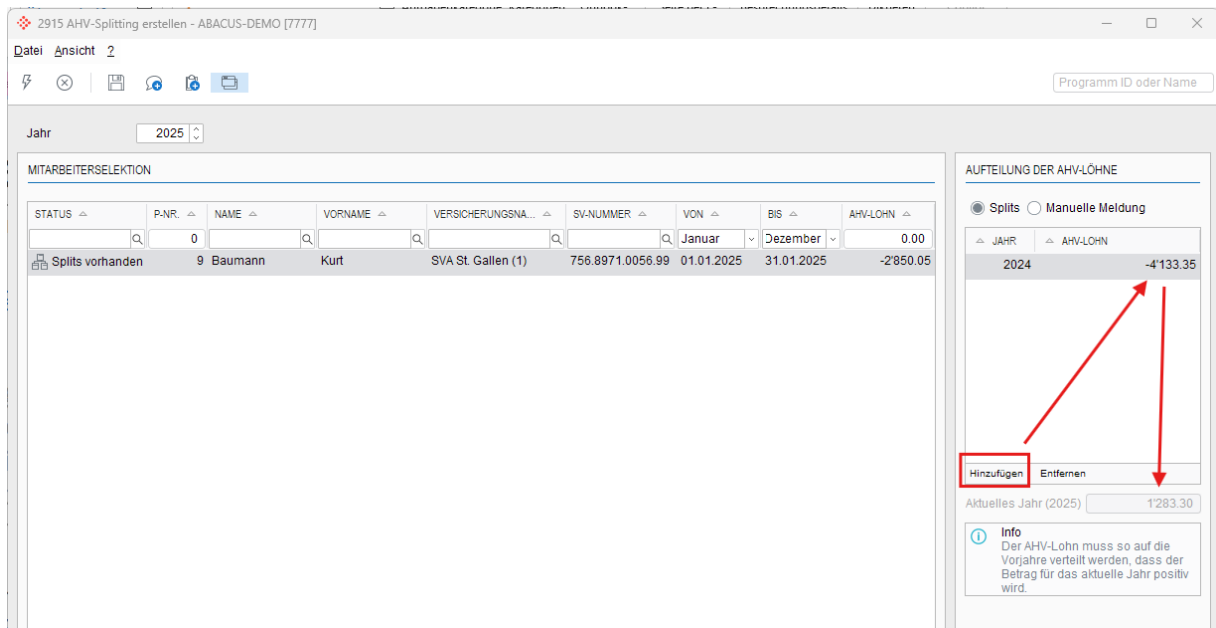 2915 AHV-Splitting erstellen - ABACUS-DEMO [7777]
Datei Ansicht ?
Programm ID oder Name
Jahr 2025
MITARBEITERSELEKTION
STATUS P-NR. NAME VORNAME VERSICHERUNGSNA... SV-NUMMER VON BIS AHV-LOHN
0 Januar Dezember 0.00
Splits vorhanden 9 Baumann Kurt SVA St. Gallen (1) 756.8971.0056.99 01.01.2025 31.01.2025 -2'850.05
AUFTEILUNG DER AHV-LÖHNE
Splits Manuelle Meldung
JAHR AHV-LOHN
2024 -4'133.35
Hinzufügen Entfernen
Aktuelles Jahr (2025) 1'283.30
Info
Der AHV-Lohn muss so auf die
Vorjahre verteilt werden, dass der
Betrag für das aktuelle Jahr positiv
wird.